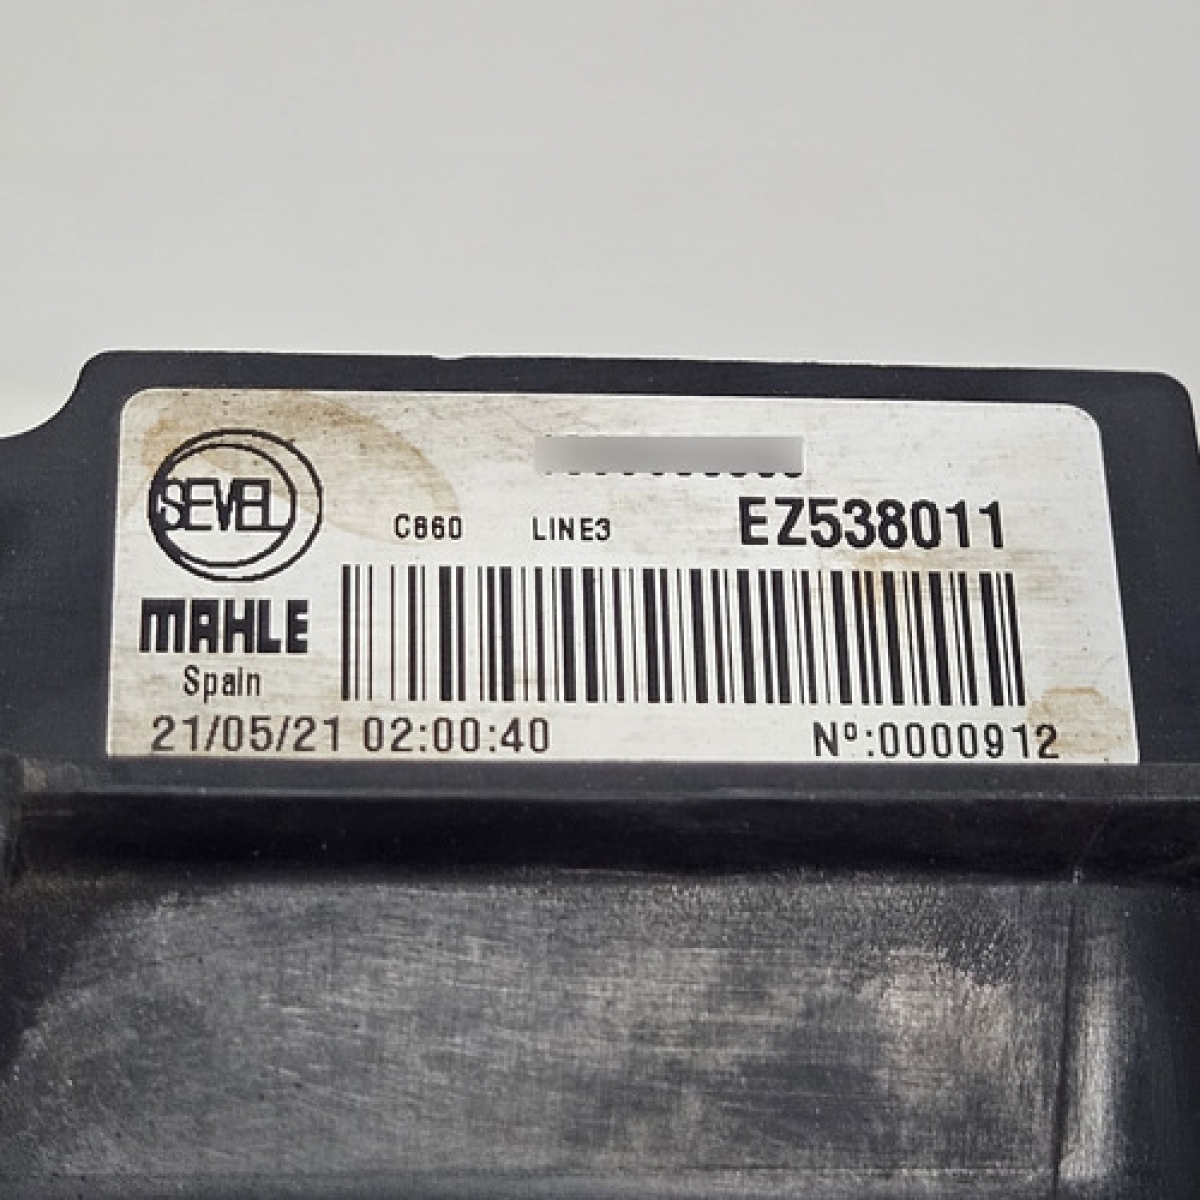 SEVEL
C860 LINE3 EZ538011
MAHLE
Spain
21/05/21 02:00:40 Nº:0000912